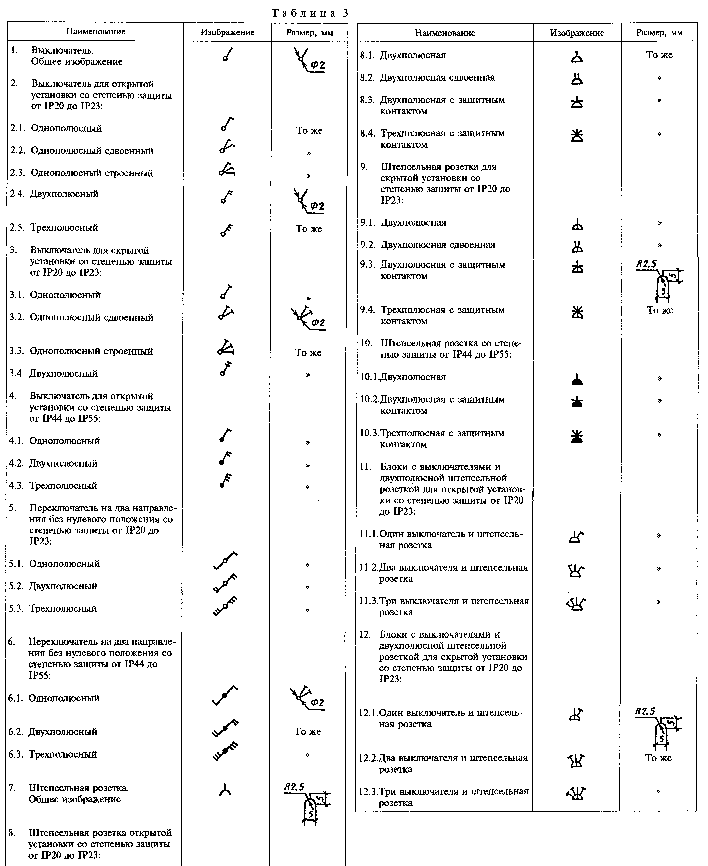 Таблица 3
Наименование Изображение Размер, мм
1. Выключатель.
Общее изображение
ф2
2. Выключатель для открытой
установки со степенью защиты
от IP20 до IP23:
2.1. Однополюсный То же
2.2. Однополюсный сдвоенный »
2.3. Однополюсный строенный »
2.4. Двухполюсный
ф2
2.5. Трехполюсный То же
3. Выключатель для скрытой
установки со степенью защиты
от IP20 до IP23:
3.1. Однополюсный »
3.2. Однополюсный сдвоенный ф2
3.3. Однополюсный строенный То же
3.4 Двухполюсный »
4. Выключатель для открытой
установки со степенью защиты
от IP44 до IP55:
4.1. Однополюсный »
4.2. Двухполюсный »
4.3. Трехполюсный »
5. Переключатель на два направле-
ния без нулевого положения со
степенью защиты от IP20 до
IP23:
5.1. Однополюсный »
5.2. Двухполюсный »
5.3. Трехполюсный »
6. Переключатель на два направле-
ния без нулевого положения со
степенью защиты от IP44 до
IP55:
6.1. Однополюсный ф2
6.2. Двухполюсный То же
6.3. Трехполюсный »
7. Штепсельная розетка. R2.5
Общее изображение 5
5
8. Штепсельная розетка открытой
установки со степенью защиты
от IP20 до IP23:
Наименование Изображение Размер, мм
8.1. Двухполюсная То же
8.2. Двухполюсная сдвоенная »
8.3. Двухполюсная с защитным »
контактом
8.4. Трехполюсная с защитным »
контактом
9. Штепсельная розетка для
скрытой установки со
степенью защиты от IP20 до
IP23:
9.1. Двухполюсная »
9.2. Двухполюсная сдвоенная »
9.3. Двухполюсная с защитным R2.5
контактом 5
5
9.4. Трехполюсная с защитным То же
контактом
10. Штепсельная розетка со степе-
нью защиты от IP44 до IP55:
10.1.Двухполюсная »
10.2.Двухполюсная с защитным »
контактом
10.3.Трехполюсная с защитным »
контактом
11. Блоки с выключателями и
двухполюсной штепсельной
розеткой для открытой установ-
ки со степенью защиты от IP20
до IP23:
11.1.Один выключатель и штепсель- »
ная розетка
11.2.Два выключателя и штепсельная »
розетка
11.3.Три выключателя и штепсельная »
розетка
12. Блоки с выключателями и
двухполюсной штепсельной
розеткой для скрытой установки
со степенью защиты от IP20 до
IP23:
12.1.Один выключатель и штепсель- R2.5
ная розетка 5
5
12.2.Два выключателя и штепсельная То же
розетка
12.3.Три выключателя и штепсельная »
розетка